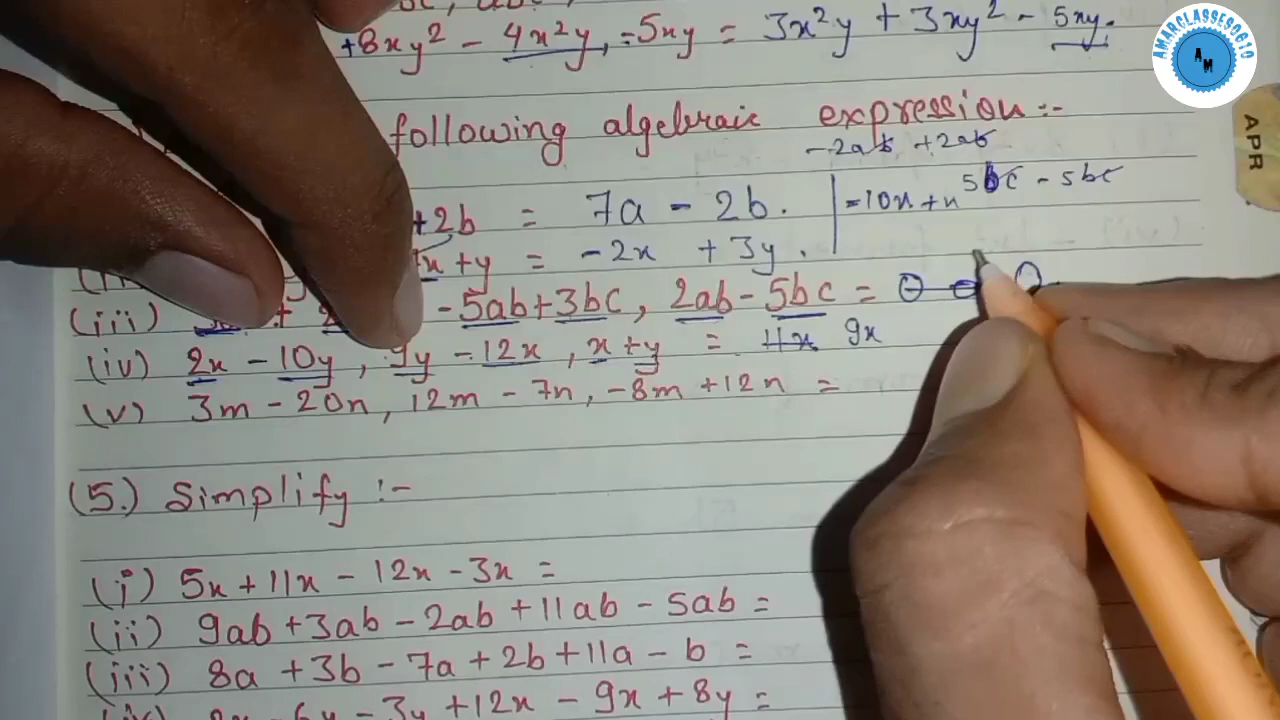 +8xy² - 4x²y, -5xy = 3x²y + 3xy² - 5xy.
AMARCLASSES0610
AM
APR
following algebraic expression :-
-2ab +2ab
+2b = 7a - 2b. =10x+x 5bc - 5bc
x+y = -2x + 3y.
(iii) + - 5ab+3bc, 2ab-5bc = 0
(iv) 2x - 10y, 9y - 12x, x+y = 11x 9x
(v) 3m - 20n, 12m - 7n, -8m +12n =
(5.) Simplify :-
(i) 5x + 11x - 12x - 3x =
(ii) 9ab + 3ab - 2ab + 11ab - 5ab =
(iii) 8a + 3b - 7a + 2b + 11a - b =
- 3y + 12x - 9x + 8y =